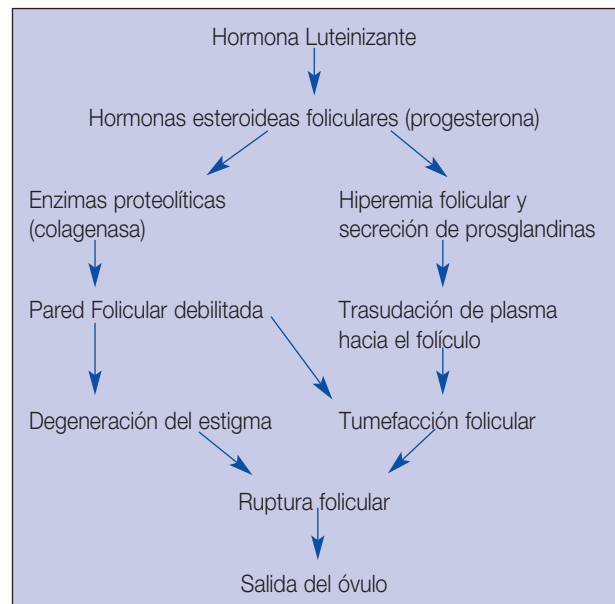 Hormona Luteinizante
Hormonas esteroideas foliculares (progesterona)
Enzimas proteolíticas
(colagenasa)
Hiperemia folicular y
secreción de prosglandinas
Pared Folicular debilitada
Trasudación de plasma
hacia el folículo
Degeneración del estigma
Tumefacción folicular
Ruptura folicular
Salida del óvulo